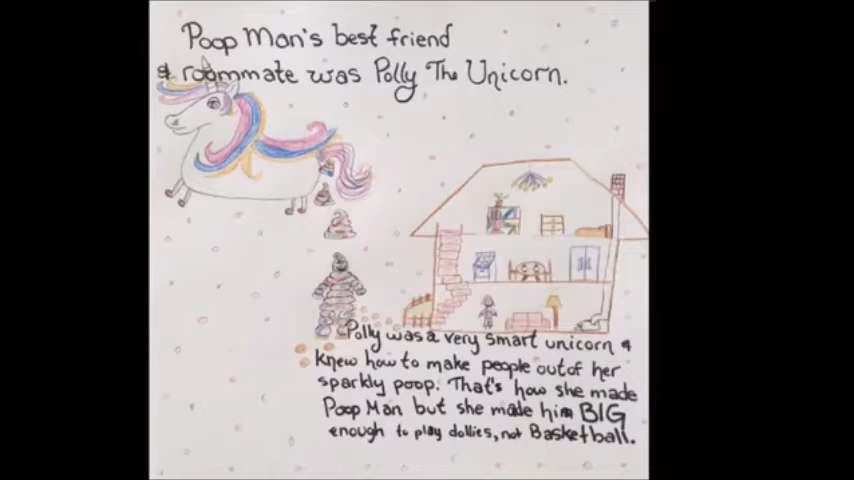 Poop Man's best friend
& roommate was Polly The Unicorn.
Polly was a very smart unicorn &
knew how to make people out of her
sparkly poop. That's how she made
Poop Man but she made him BIG
enough to play dollies, not Basketball.